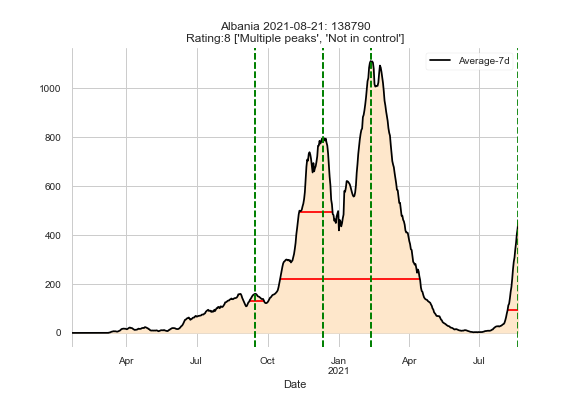 Albania 2021-08-21: 138790
Rating:8 ['Multiple peaks', 'Not in control']
Average-7d
1000
800
600
400
200
0
Apr Jul Oct Jan Apr Jul
2021
Date